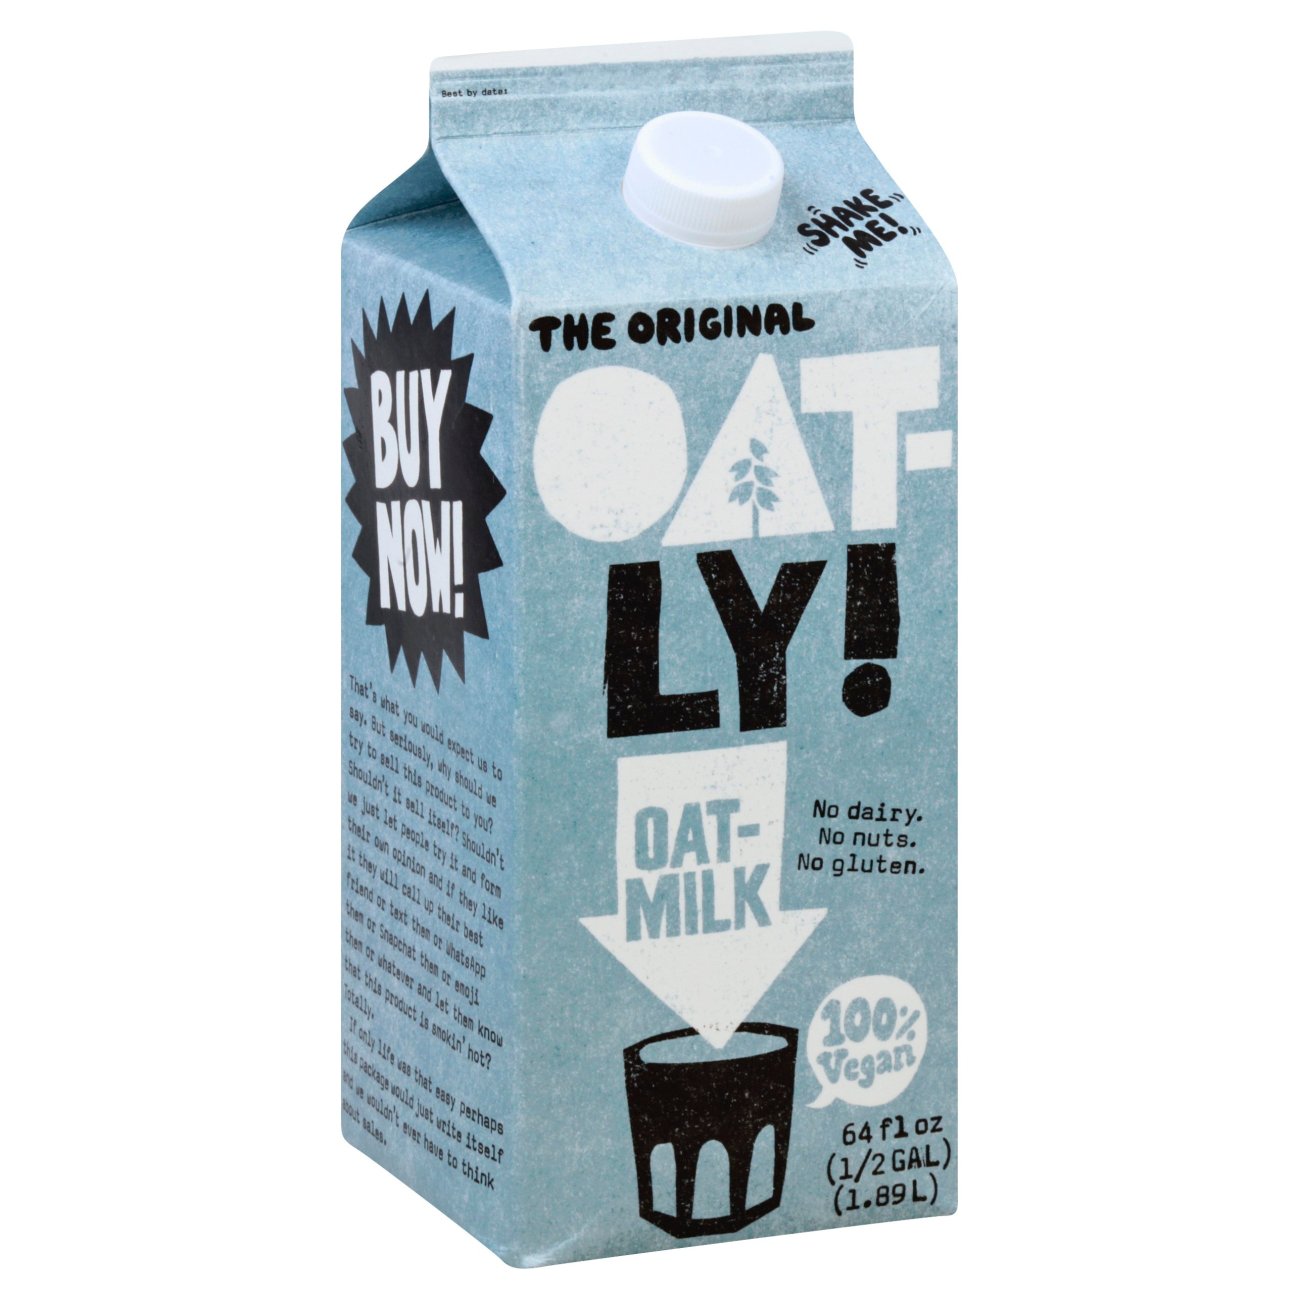 Best by date:
SHAKE
ME!
THE ORIGINAL
OAT-
LY!
OAT-
MILK
No dairy.
No nuts.
No gluten.
100%
Vegan
64 fl oz
(1/2 GAL)
(1.89 L)
BUY
NOW!
That's what you would expect us to
say. But seriously, why should we
try to sell this product to you?
Shouldn't it sell itself? Shouldn't
we just let people try it and form
their own opinion and if they like
it they will call up their best
friend or text them or WhatsApp
them or Snapchat them or emoji
them or whatever and let them know
that this product is smokin' hot?
Totally.
If only life was that easy perhaps
this package would just write itself
and we wouldn't ever have to think
about sales.